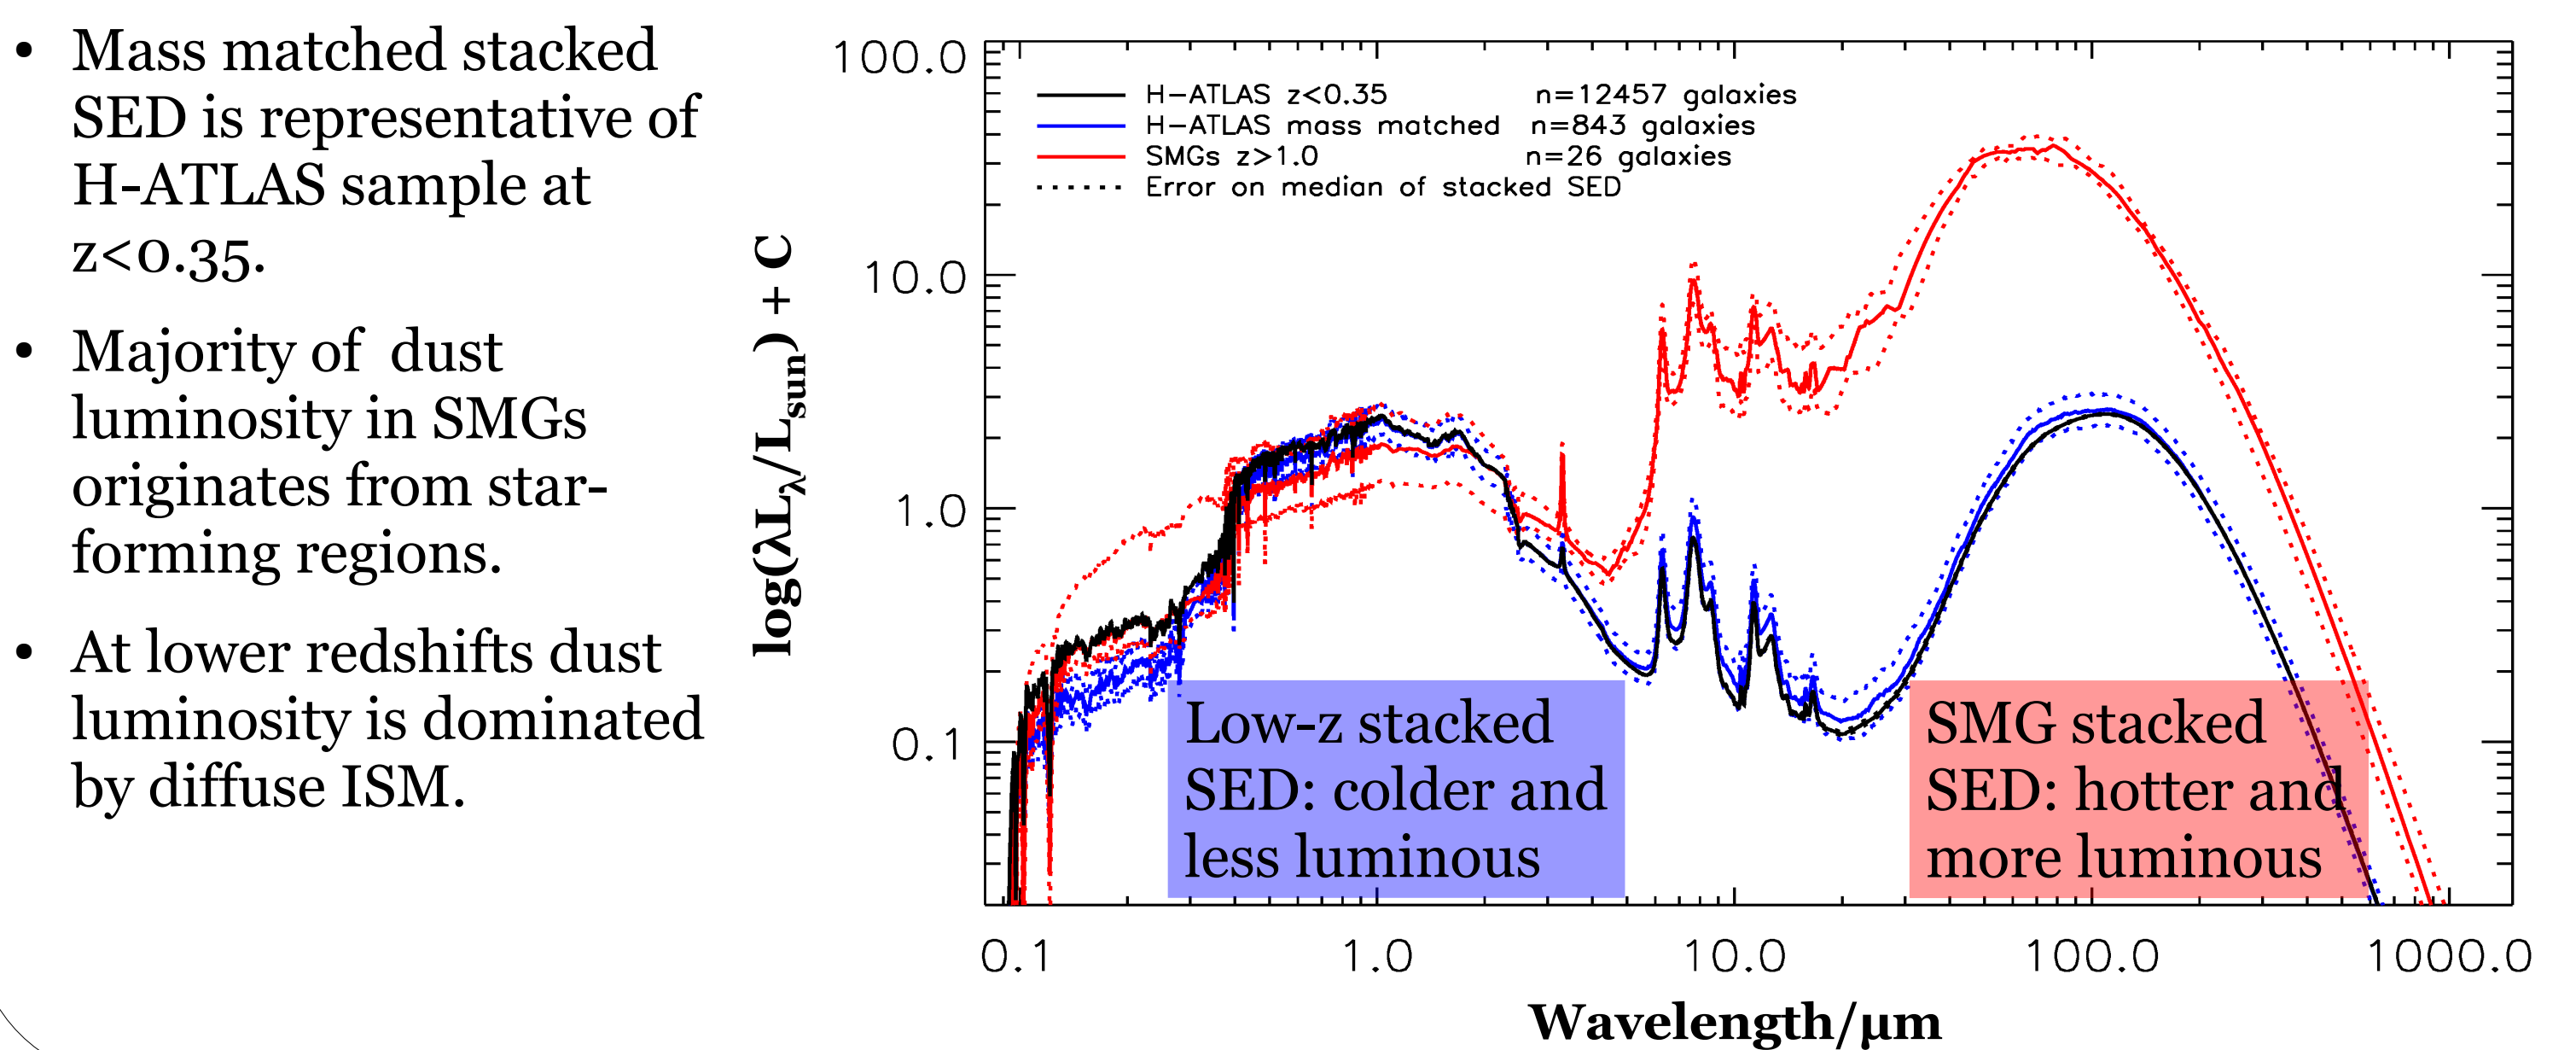 • Mass matched stacked
SED is representative of
H-ATLAS sample at
z<0.35.
• Majority of dust
luminosity in SMGs
originates from star-
forming regions.
• At lower redshifts dust
luminosity is dominated
by diffuse ISM.
log(λLλ/Lsun) + C
100.0
10.0
1.0
0.1
H-ATLAS z<0.35 n=12457 galaxies
H-ATLAS mass matched n=843 galaxies
SMGs z>1.0 n=26 galaxies
Error on median of stacked SED
Low-z stacked
SED: colder and
less luminous
SMG stacked
SED: hotter and
more luminous
0.1 1.0 10.0 100.0 1000.0
Wavelength/μm